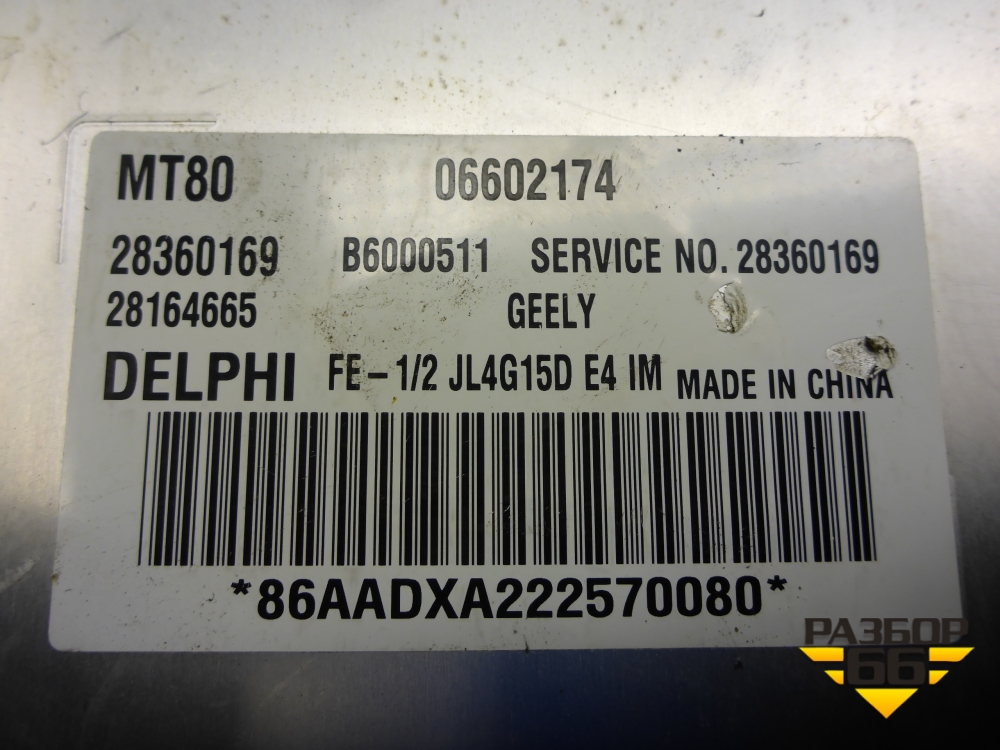 MT80 06602174
28360169 B6000511 SERVICE NO. 28360169
28164665 GEELY
DELPHI FE-1/2 JL4G15D E4 IM MADE IN CHINA
*86AADXA222570080*
РАЗБОР
66